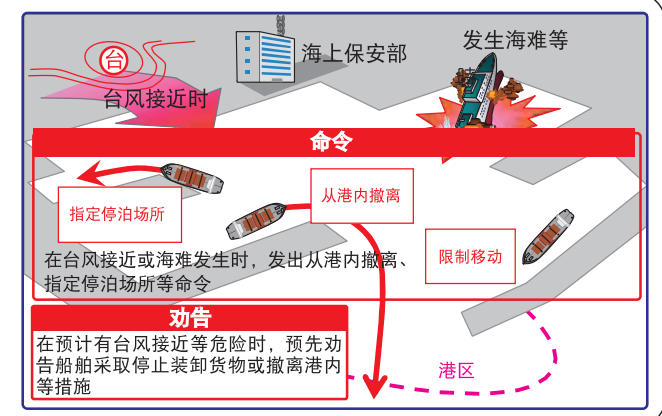 台
台风接近时
海上保安部
发生海难等
命令
指定停泊场所
从港内撤离
限制移动
在台风接近或海难发生时，发出从港内撤离、
指定停泊场所等命令
劝告
在预计有台风接近等危险时，预先劝
告船舶采取停止装卸货物或撤离港内
等措施
港区